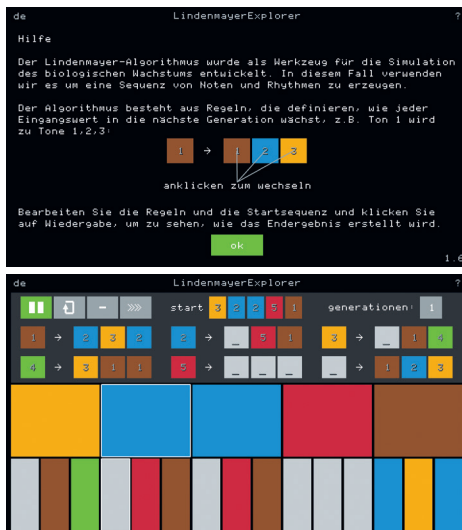 de LindenmayerExplorer ?
Hilfe
Der Lindenmayer-Algorithmus wurde als Werkzeug für die Simulation
des biologischen Wachstums entwickelt. In diesem Fall verwenden
wir es um eine Sequenz von Noten und Rhythmen zu erzeugen.
Der Algorithmus besteht aus Regeln, die definieren, wie jeder
Eingangswert in die nächste Generation wächst, z.B. Ton 1 wird
zu Tone 1,2,3:
1 → 1 2 3
anklicken zum wechseln
Bearbeiten Sie die Regeln und die Startsequenz und klicken Sie
auf Wiedergabe, um zu sehen, wie das Endergebnis erstellt wird.
ok
1.6
de LindenmayerExplorer ?
- >>> start 3 2 2 5 1 generationen: 1
1 → 2 3 2 2 → _ 5 1 3 → _ 1 4
4 → 3 1 1 5 → _ _ _ _ → 1 2 3